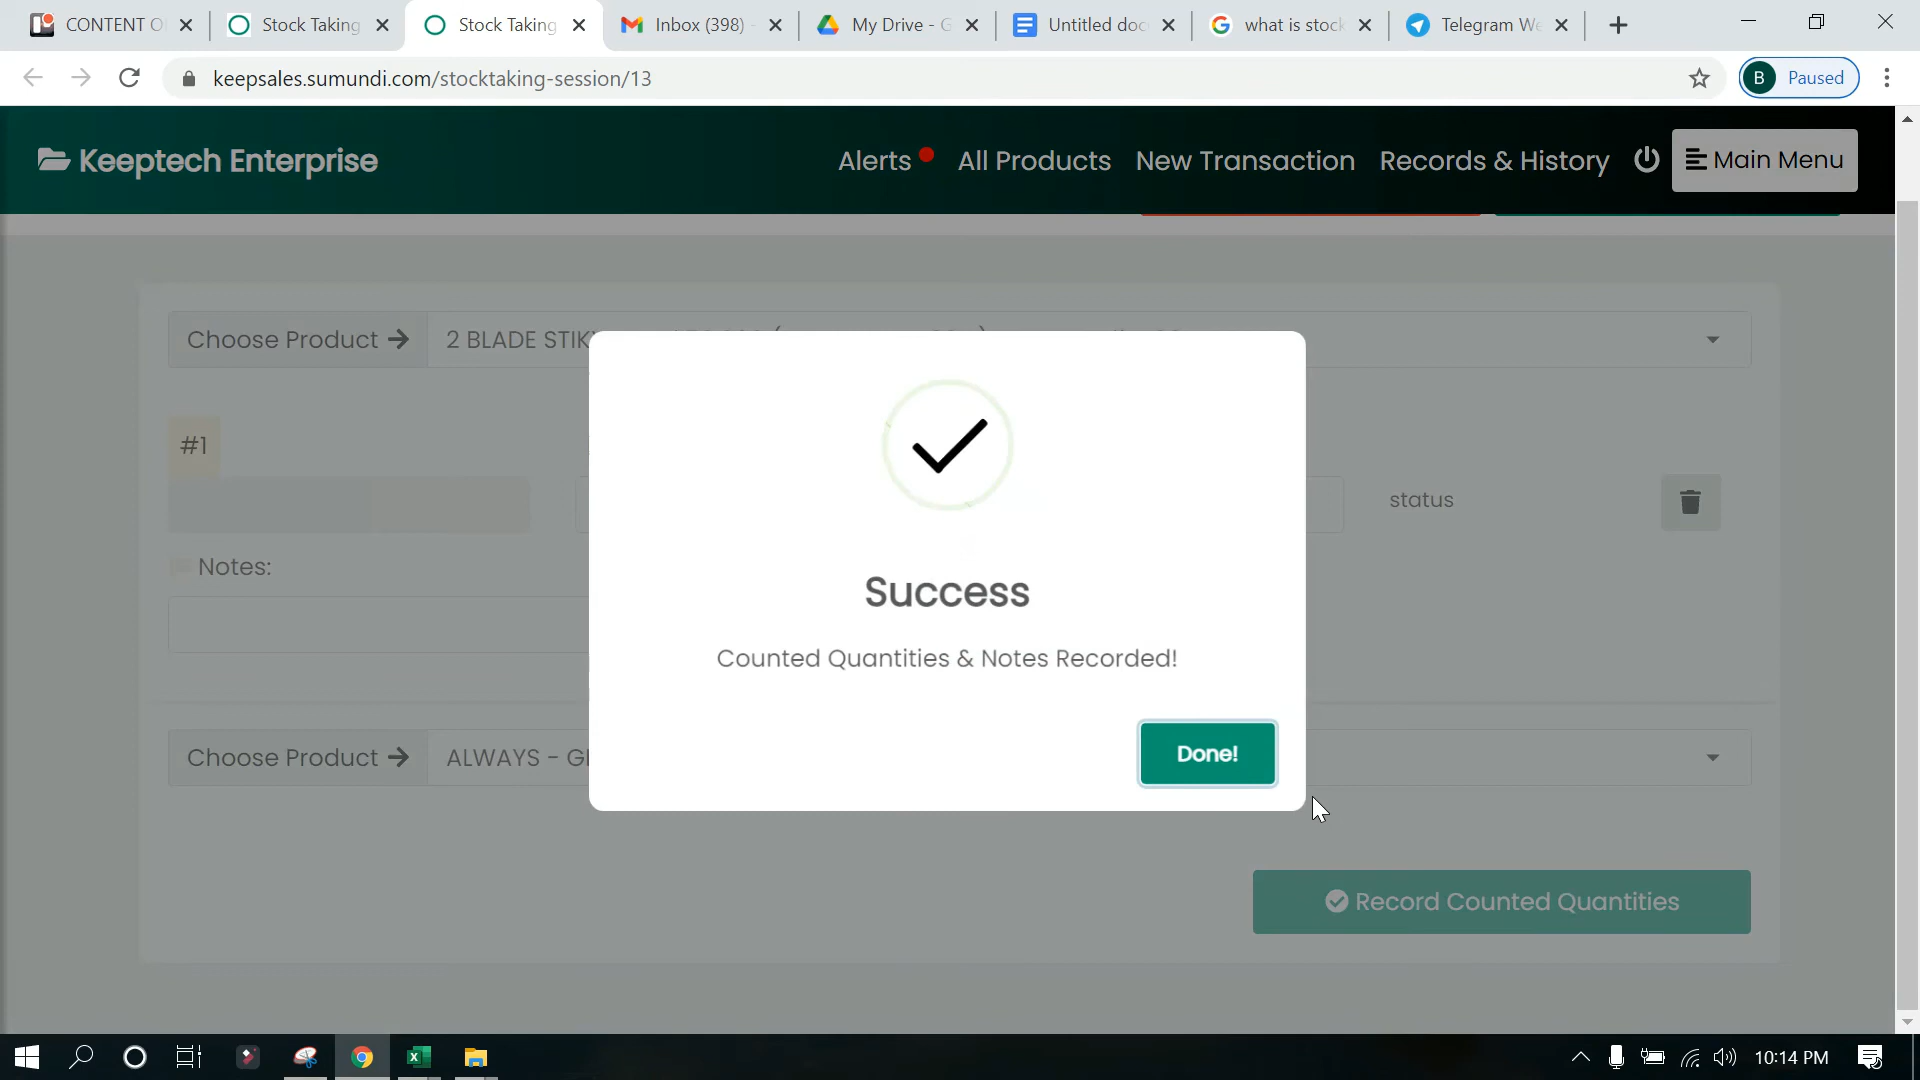 CONTENT O
Stock Taking
Stock Taking
Inbox (398)
My Drive - G
Untitled doc
what is stock
Telegram We
keepsales.sumundi.com/stocktaking-session/13
B Paused
Keeptech Enterprise
Alerts
All Products
New Transaction
Records & History
Main Menu
Choose Product
2 BLADE STIK
#1
status
Notes:
Success
Counted Quantities & Notes Recorded!
Done!
Choose Product
ALWAYS - G
Record Counted Quantities
10:14 PM